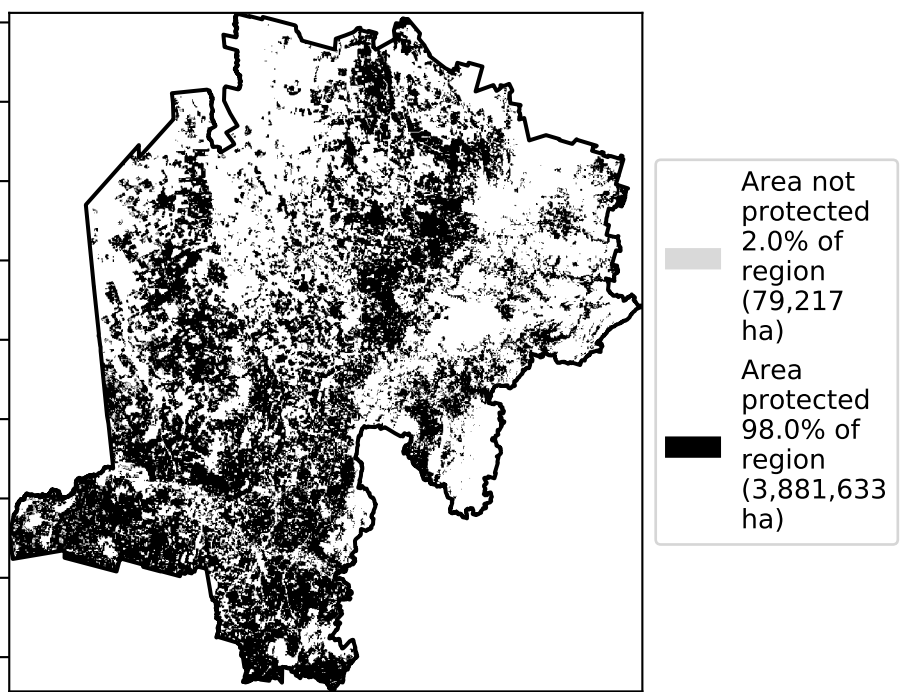 Area not
protected
2.0% of
region
(79,217
ha)
Area
protected
98.0% of
region
(3,881,633
ha)